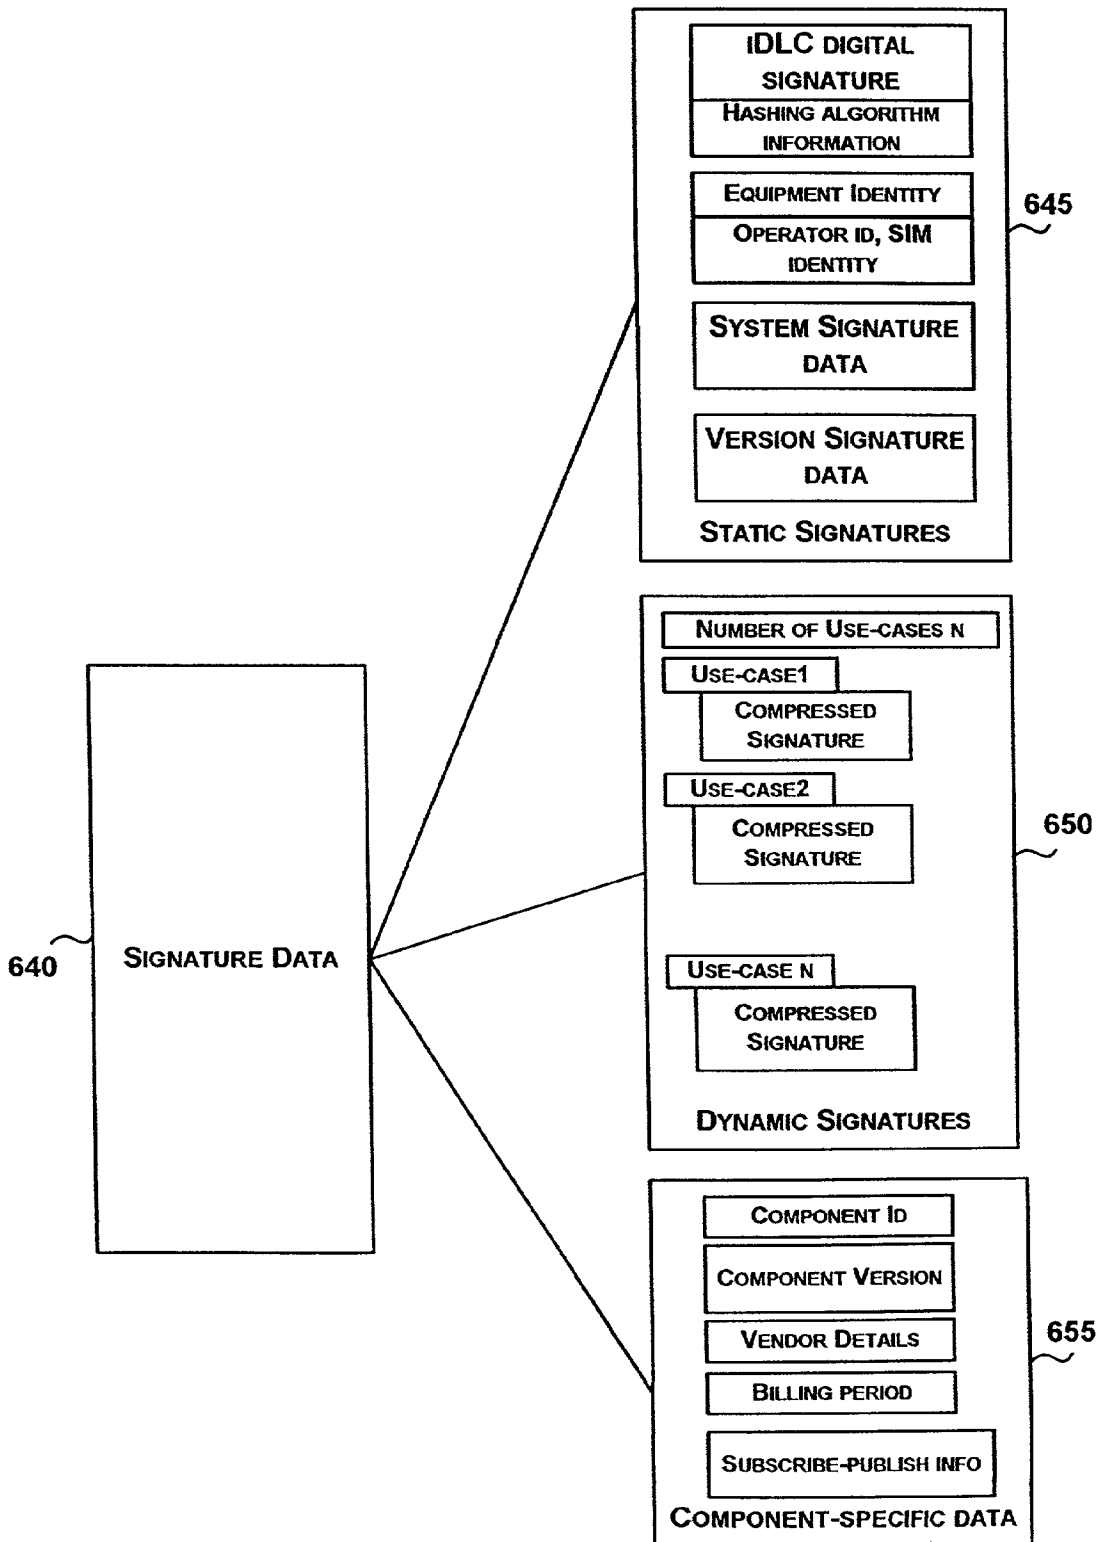 iDLC DIGITAL
SIGNATURE
HASHING ALGORITHM
INFORMATION
EQUIPMENT IDENTITY
OPERATOR ID, SIM
IDENTITY
SYSTEM SIGNATURE
DATA
VERSION SIGNATURE
DATA
STATIC SIGNATURES
645
NUMBER OF USE-CASES N
USE-CASE1
COMPRESSED
SIGNATURE
USE-CASE2
COMPRESSED
SIGNATURE
USE-CASE N
COMPRESSED
SIGNATURE
DYNAMIC SIGNATURES
650
SIGNATURE DATA
640
COMPONENT ID
COMPONENT VERSION
VENDOR DETAILS
BILLING PERIOD
SUBSCRIBE-PUBLISH INFO
COMPONENT-SPECIFIC DATA
655